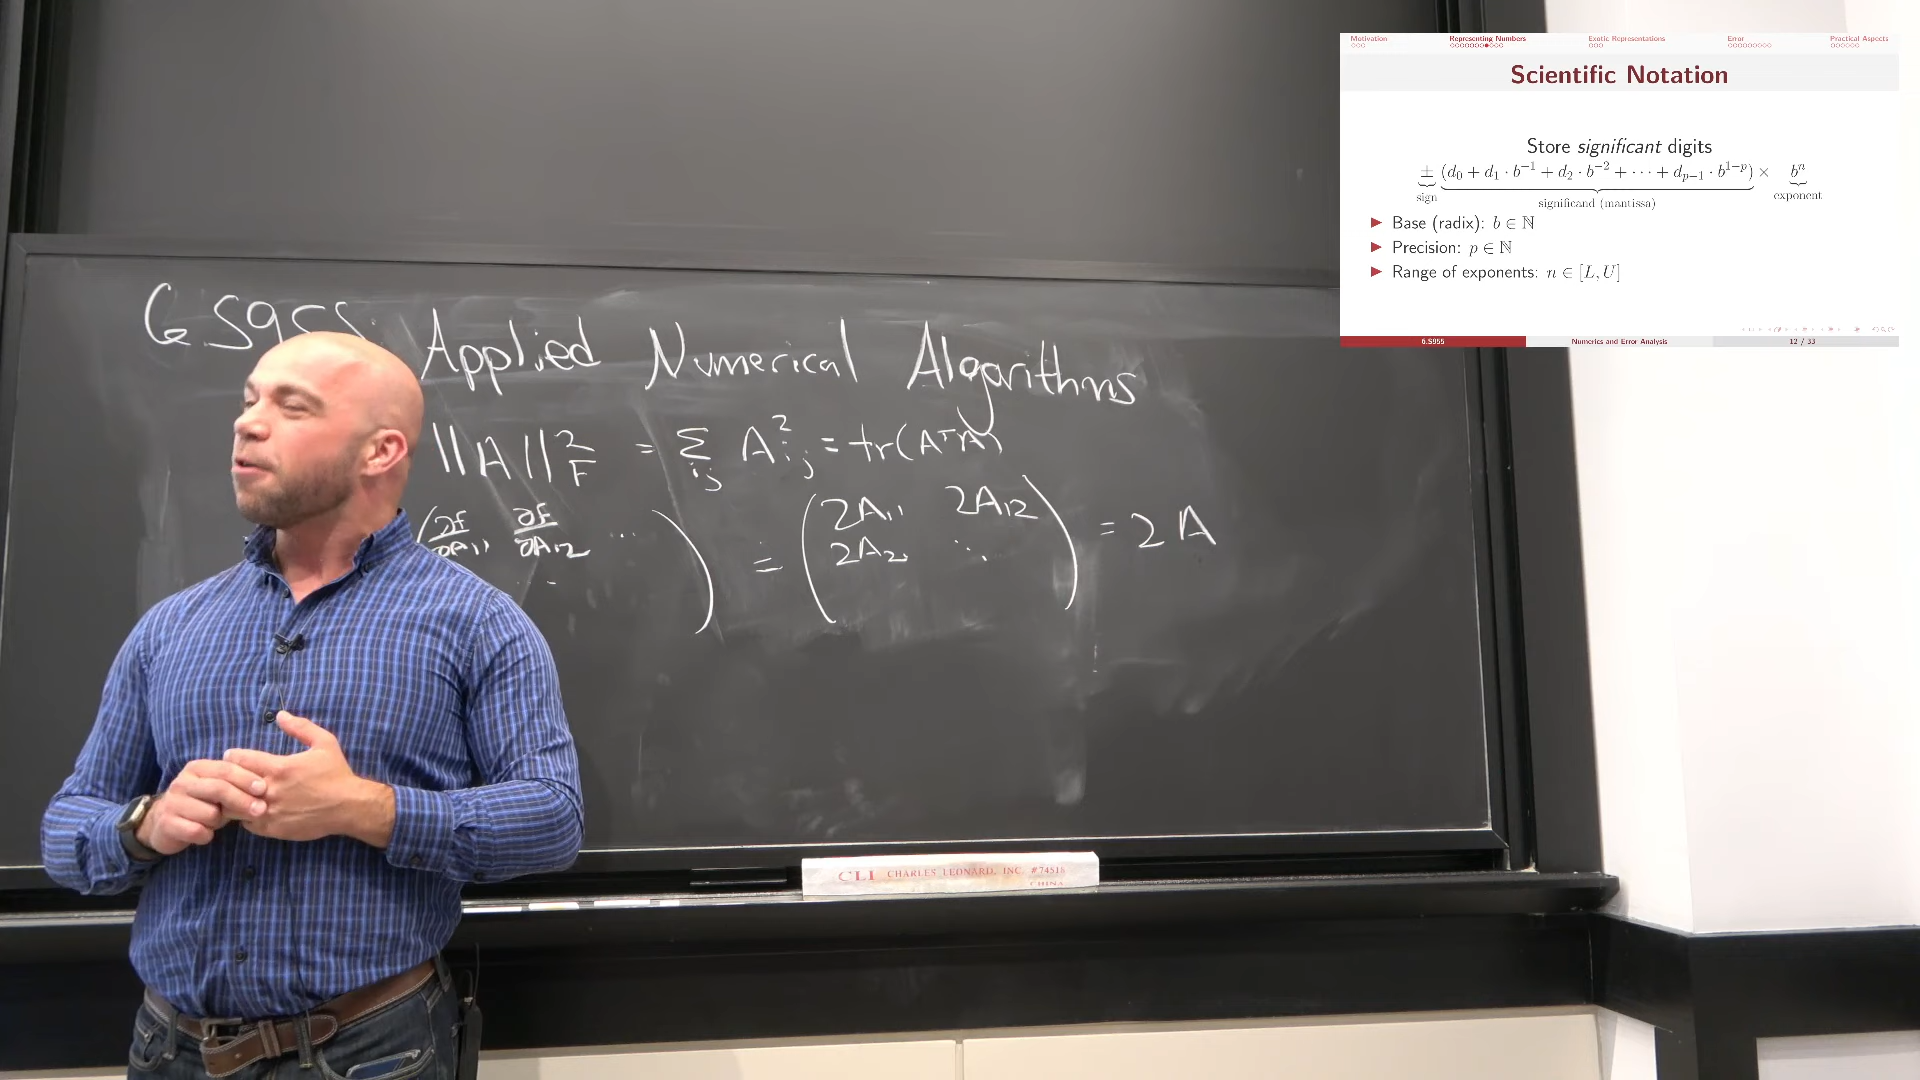 6.S955: Applied Numerical Algorithms
||A||²_F = Σ_ij A²_ij = tr(AᵀA)
(∂f/∂A₁₁ ∂f/∂A₁₂ ⋯ ) = (2A₁₁ 2A₁₂
2A₂₁ ⋱ ) = 2A
CLI CHARLES LEONARD, INC. #74516
CHINA
Motivation Representing Numbers Exotic Representations Error Practical Aspects
Scientific Notation
Store significant digits
± (d₀ + d₁ · b⁻¹ + d₂ · b⁻² + ⋯ + d_{p−1} · b^{1−p}) × bⁿ
sign significand (mantissa) exponent
▶ Base (radix): b ∈ ℕ
▶ Precision: p ∈ ℕ
▶ Range of exponents: n ∈ [L, U]
6.S955 Numerics and Error Analysis 12 / 33